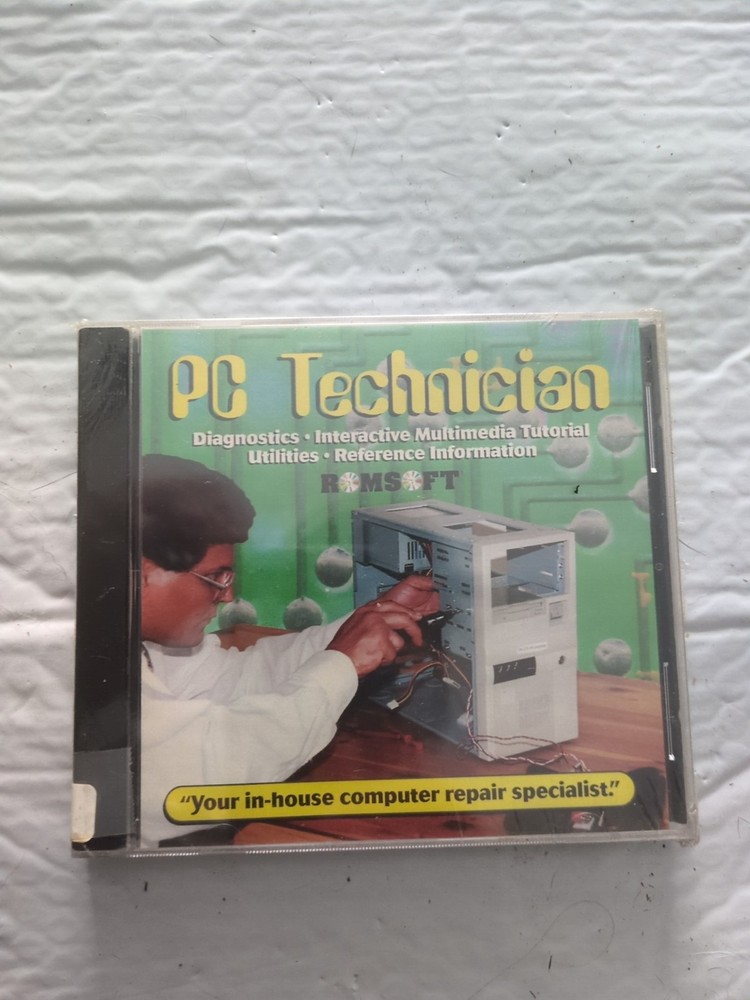 PC Technician
Diagnostics • Interactive Multimedia Tutorial
Utilities • Reference Information
ROMSOFT
"Your in-house computer repair specialist."